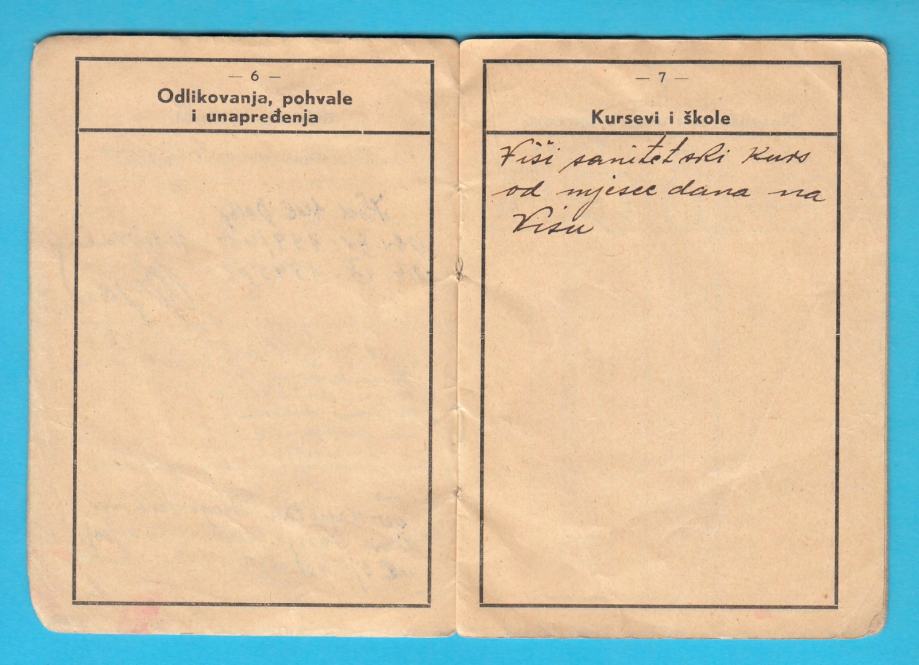 — 6 —
Odlikovanja, pohvale
i unapređenja
— 7 —
Kursevi i škole
Viši sanitetski kurs
od mjesec dana na
Visu